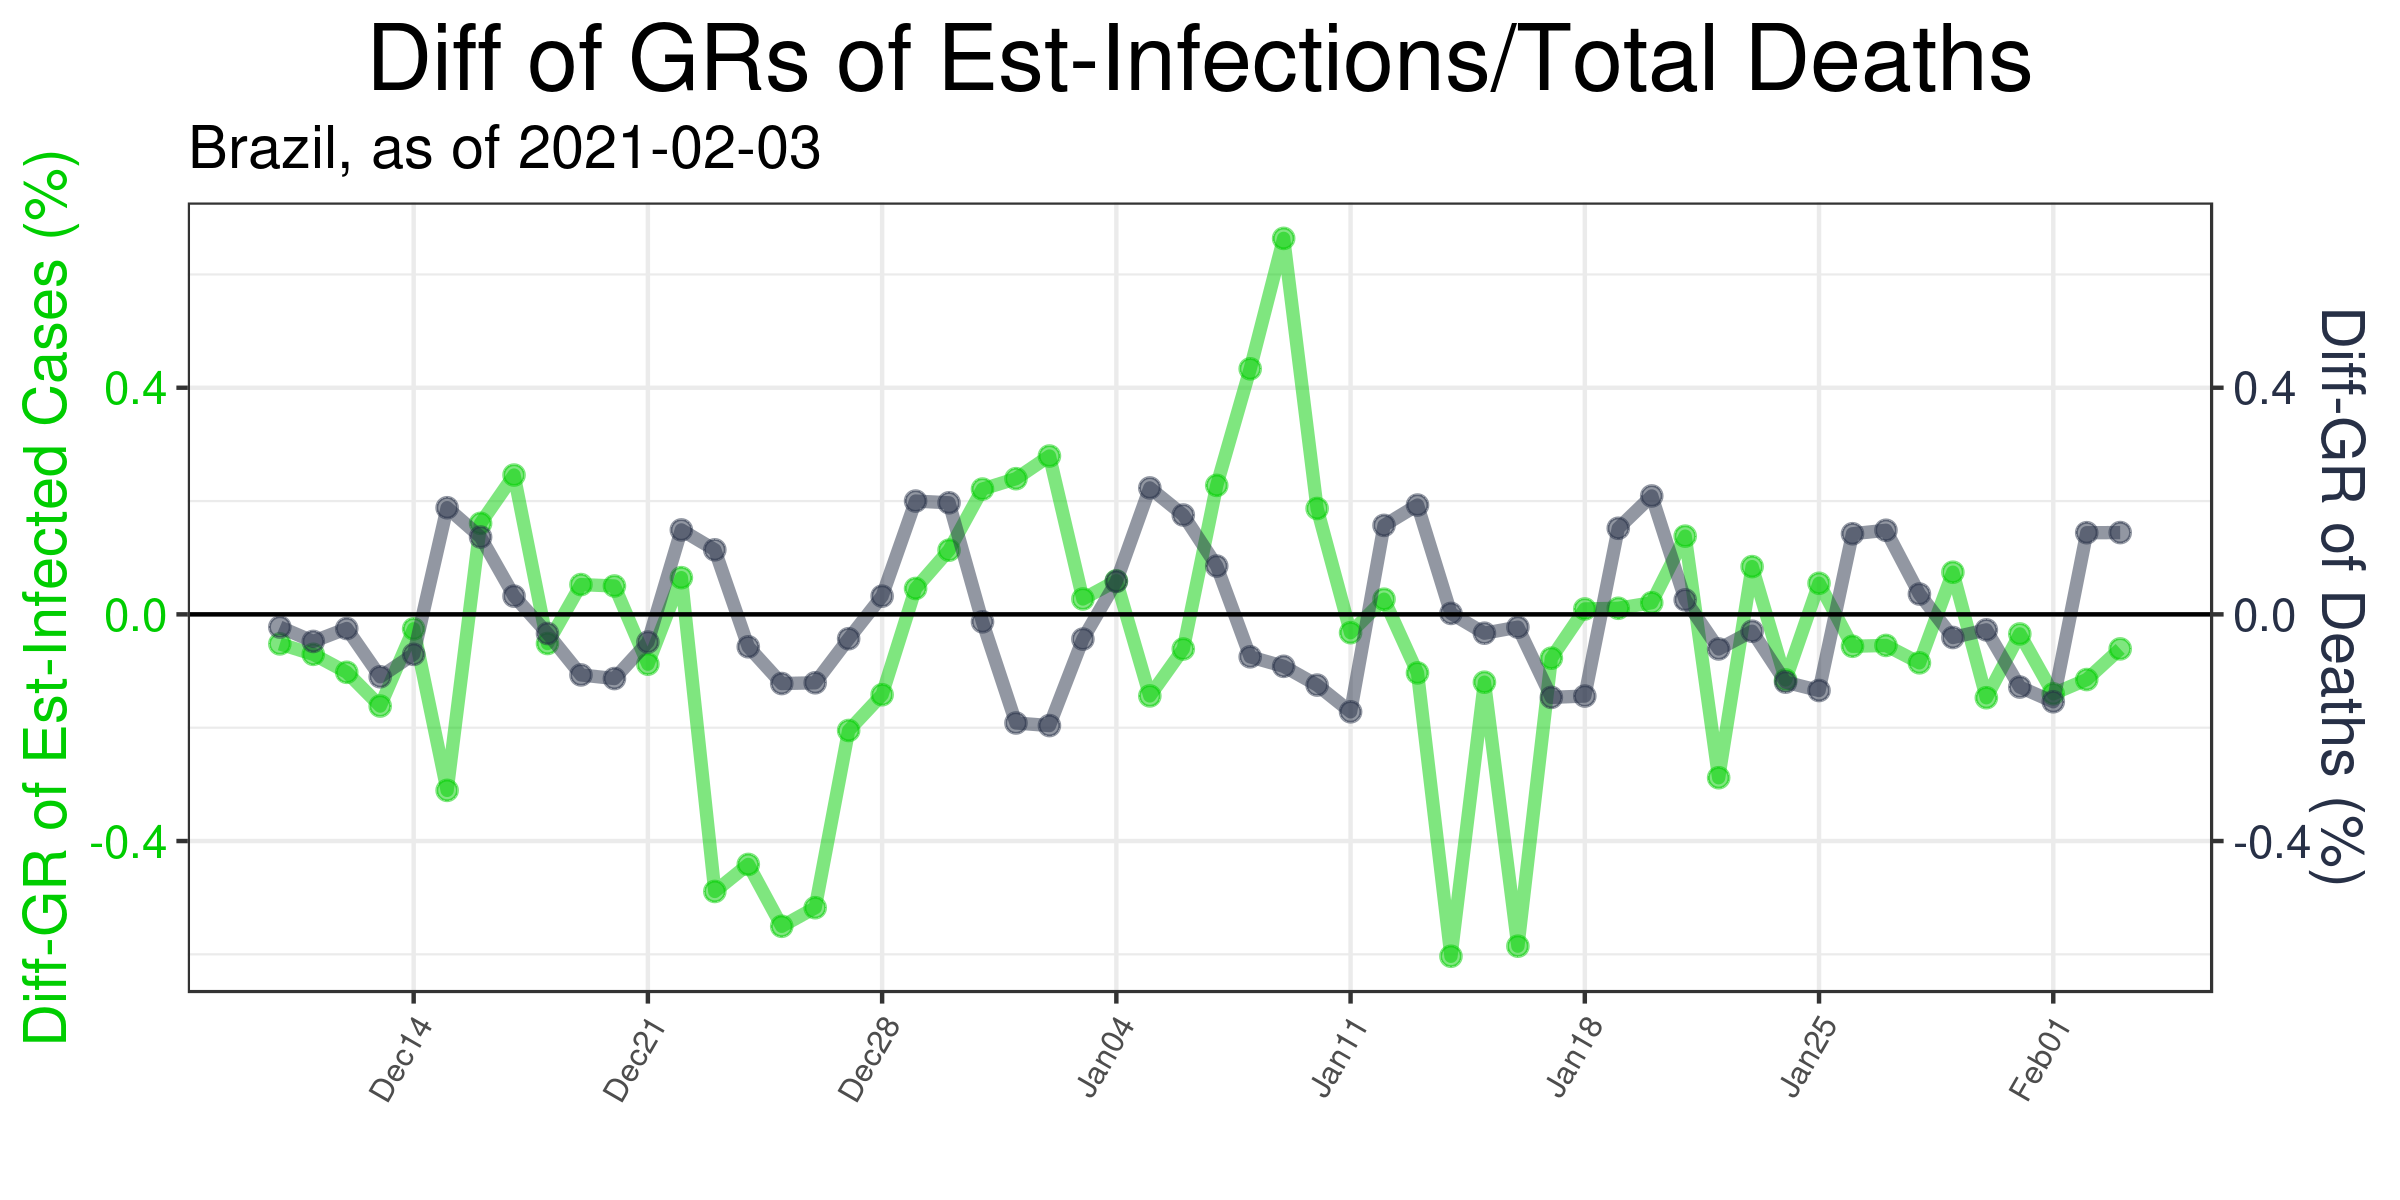 Diff of GRs of Est-Infections/Total Deaths
Brazil, as of 2021-02-03
Diff-GR of Est-Infected Cases (%)
0.4
0.0
-0.4
0.4
0.0
-0.4
Diff-GR of Deaths (%)
Dec14
Dec21
Dec28
Jan04
Jan11
Jan18
Jan25
Feb01